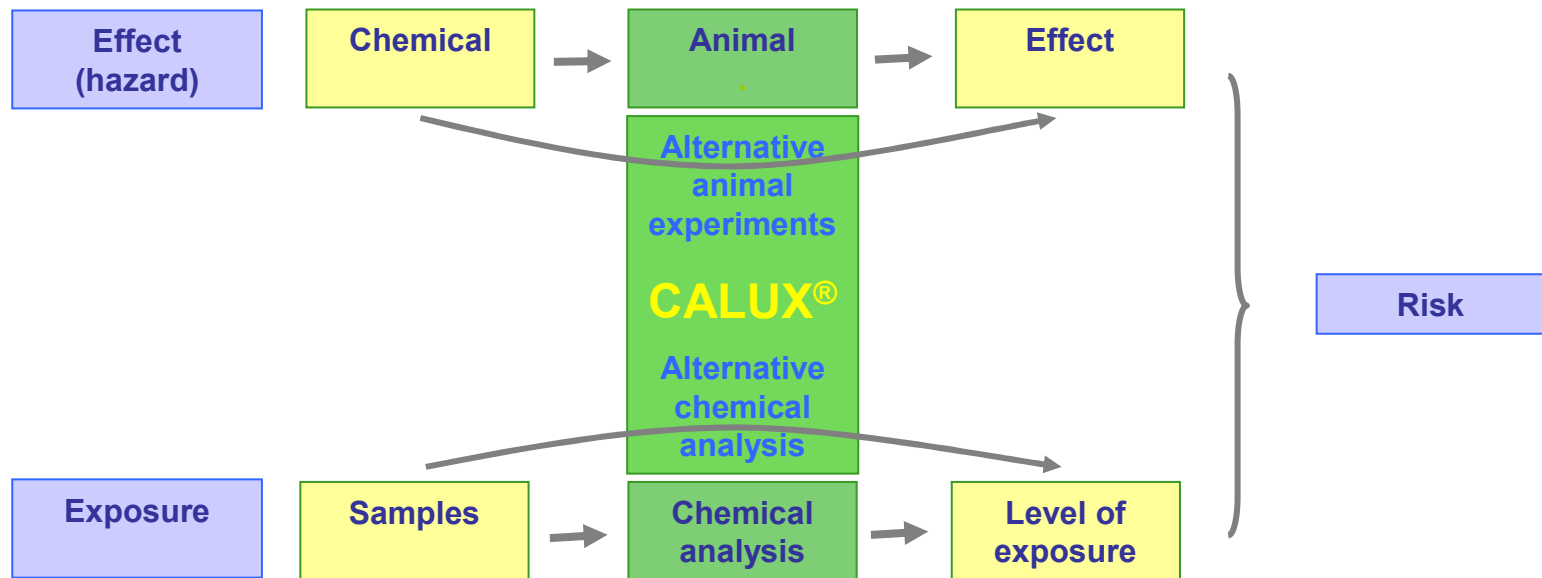 Effect
(hazard)
Chemical
Animal
.
Effect
Alternative
animal
experiments
CALUX®
Alternative
chemical
analysis
Risk
Exposure
Samples
Chemical
analysis
Level of
exposure